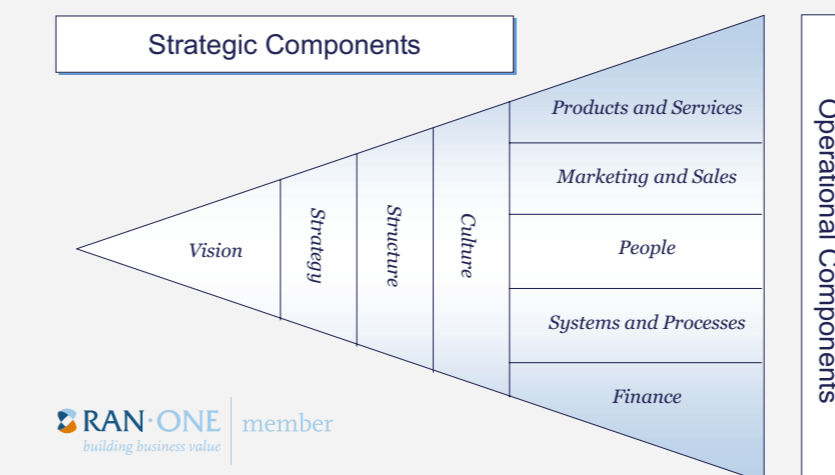 Strategic Components
Products and Services
Marketing and Sales
Vision
Strategy
Structure
Culture
People
Systems and Processes
Finance
Operational Components
RAN·ONE
building business value
member